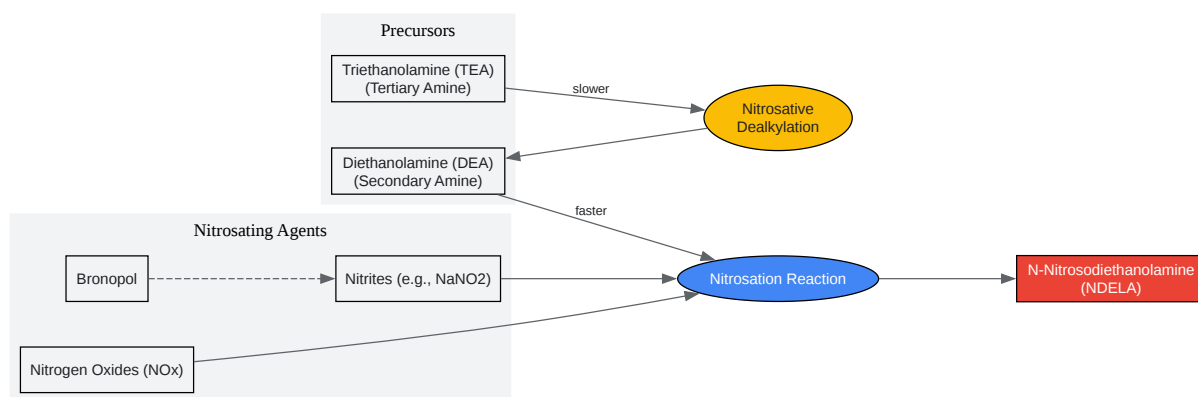 Precursors
Triethanolamine (TEA)
(Tertiary Amine)
slower
Nitrosative
Dealkylation
Diethanolamine (DEA)
(Secondary Amine)
faster
Nitrosating Agents
Bronopol
Nitrites (e.g., NaNO2)
Nitrosation Reaction
N-Nitrosodiethanolamine
(NDELA)
Nitrogen Oxides (NOx)